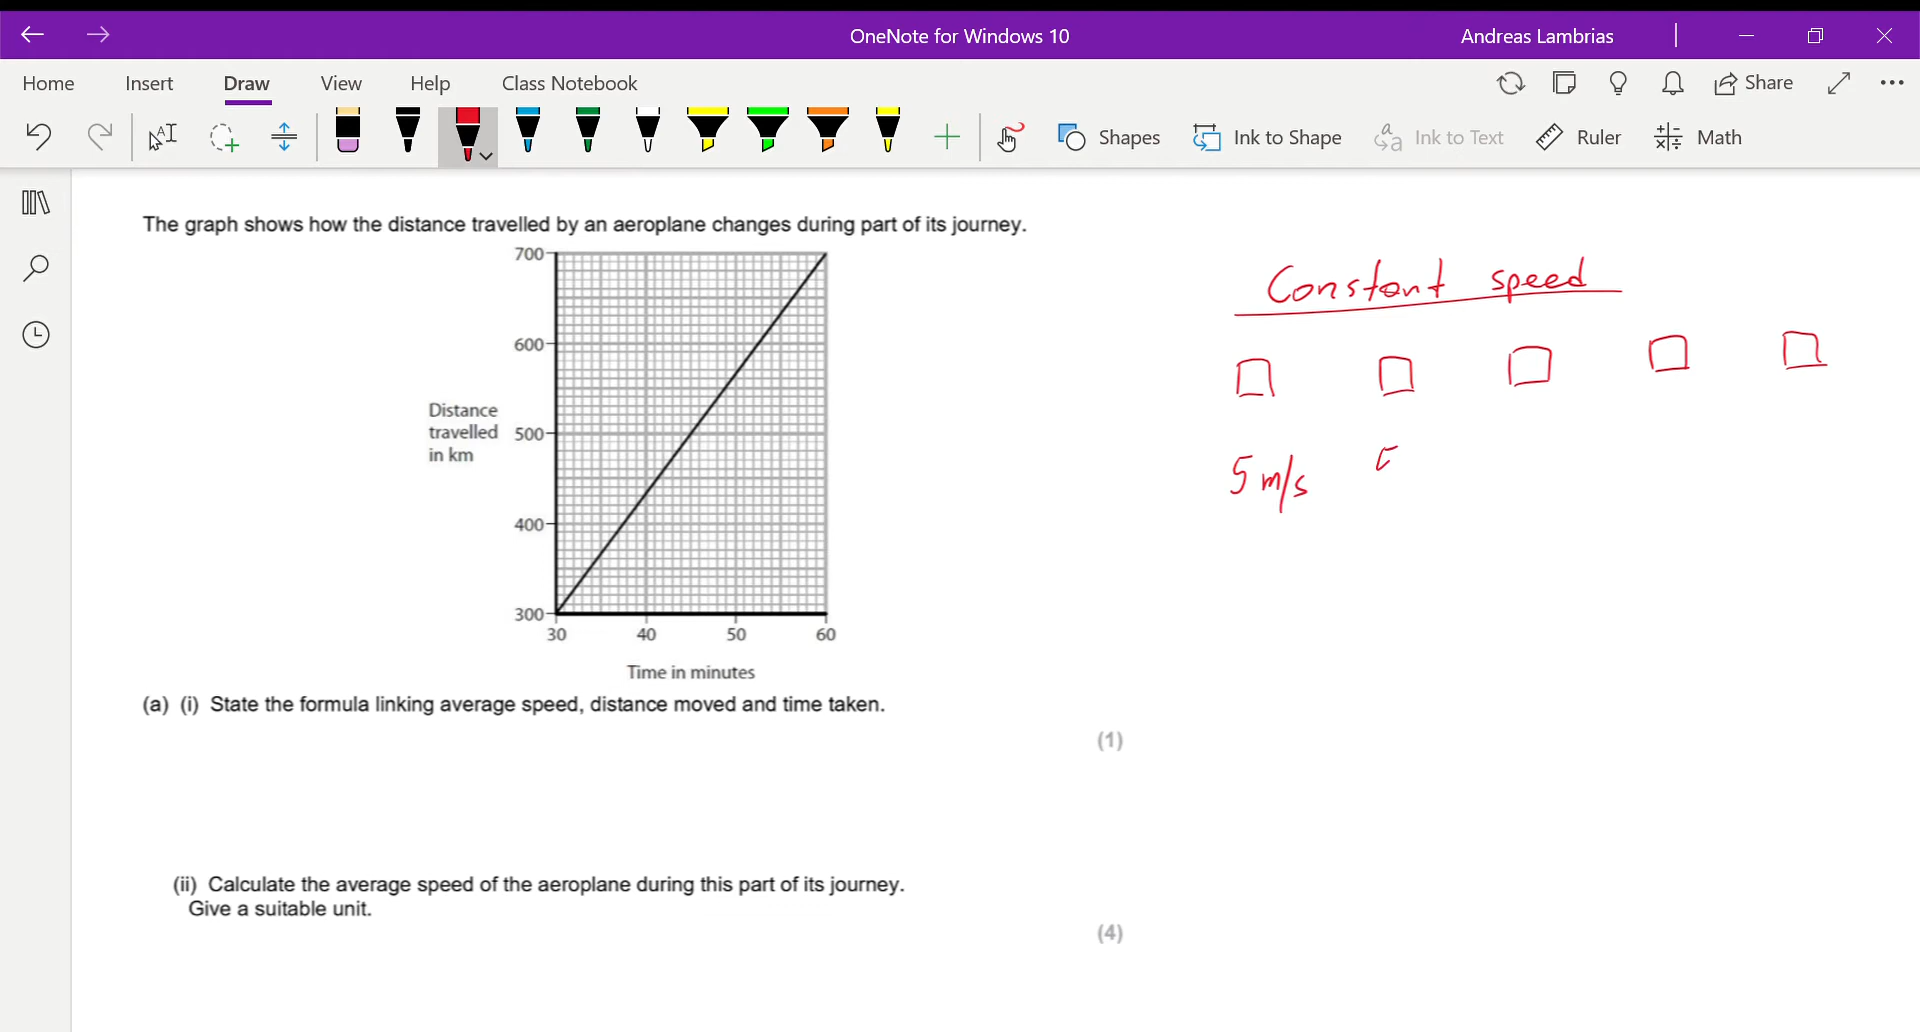 OneNote for Windows 10
Andreas Lambrias
Home Insert Draw View Help Class Notebook
Share
Shapes Ink to Shape Ink to Text Ruler Math
The graph shows how the distance travelled by an aeroplane changes during part of its journey.
700
600
500
400
300
Distance
travelled
in km
30 40 50 60
Time in minutes
(a) (i) State the formula linking average speed, distance moved and time taken.
(1)
(ii) Calculate the average speed of the aeroplane during this part of its journey.
Give a suitable unit.
(4)
Constant speed
5 m/s